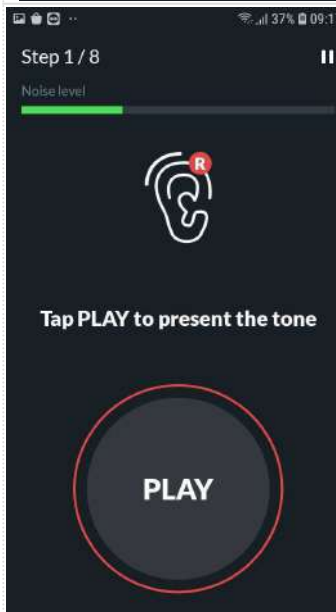 37% 09:1
Step 1 / 8
Noise level
R
Tap PLAY to present the tone
PLAY